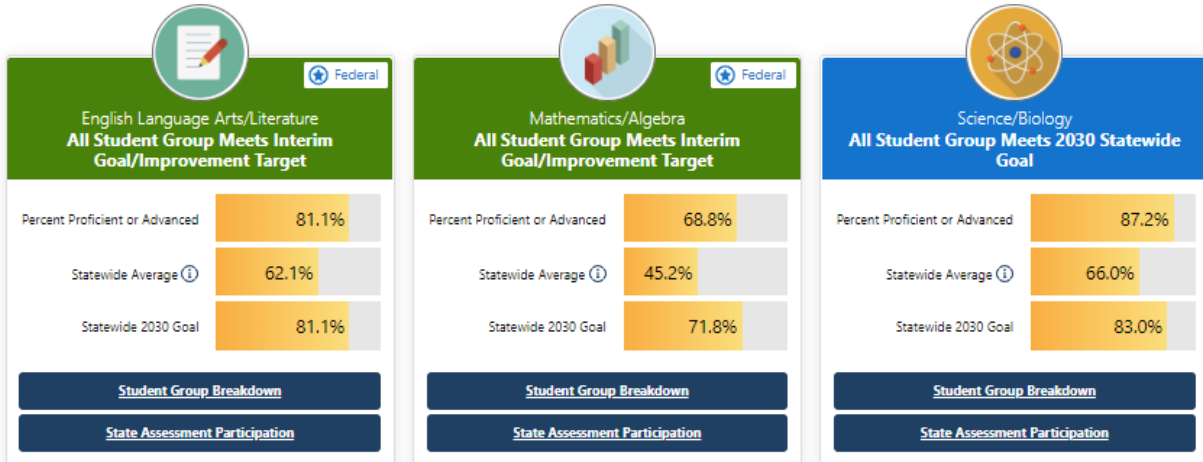 Federal
English Language Arts/Literature
All Student Group Meets Interim
Goal/Improvement Target
Percent Proficient or Advanced 81.1%
Statewide Average 62.1%
Statewide 2030 Goal 81.1%
Student Group Breakdown
State Assessment Participation
Federal
Mathematics/Algebra
All Student Group Meets Interim
Goal/Improvement Target
Percent Proficient or Advanced 68.8%
Statewide Average 45.2%
Statewide 2030 Goal 71.8%
Student Group Breakdown
State Assessment Participation
Science/Biology
All Student Group Meets 2030 Statewide
Goal
Percent Proficient or Advanced 87.2%
Statewide Average 66.0%
Statewide 2030 Goal 83.0%
Student Group Breakdown
State Assessment Participation